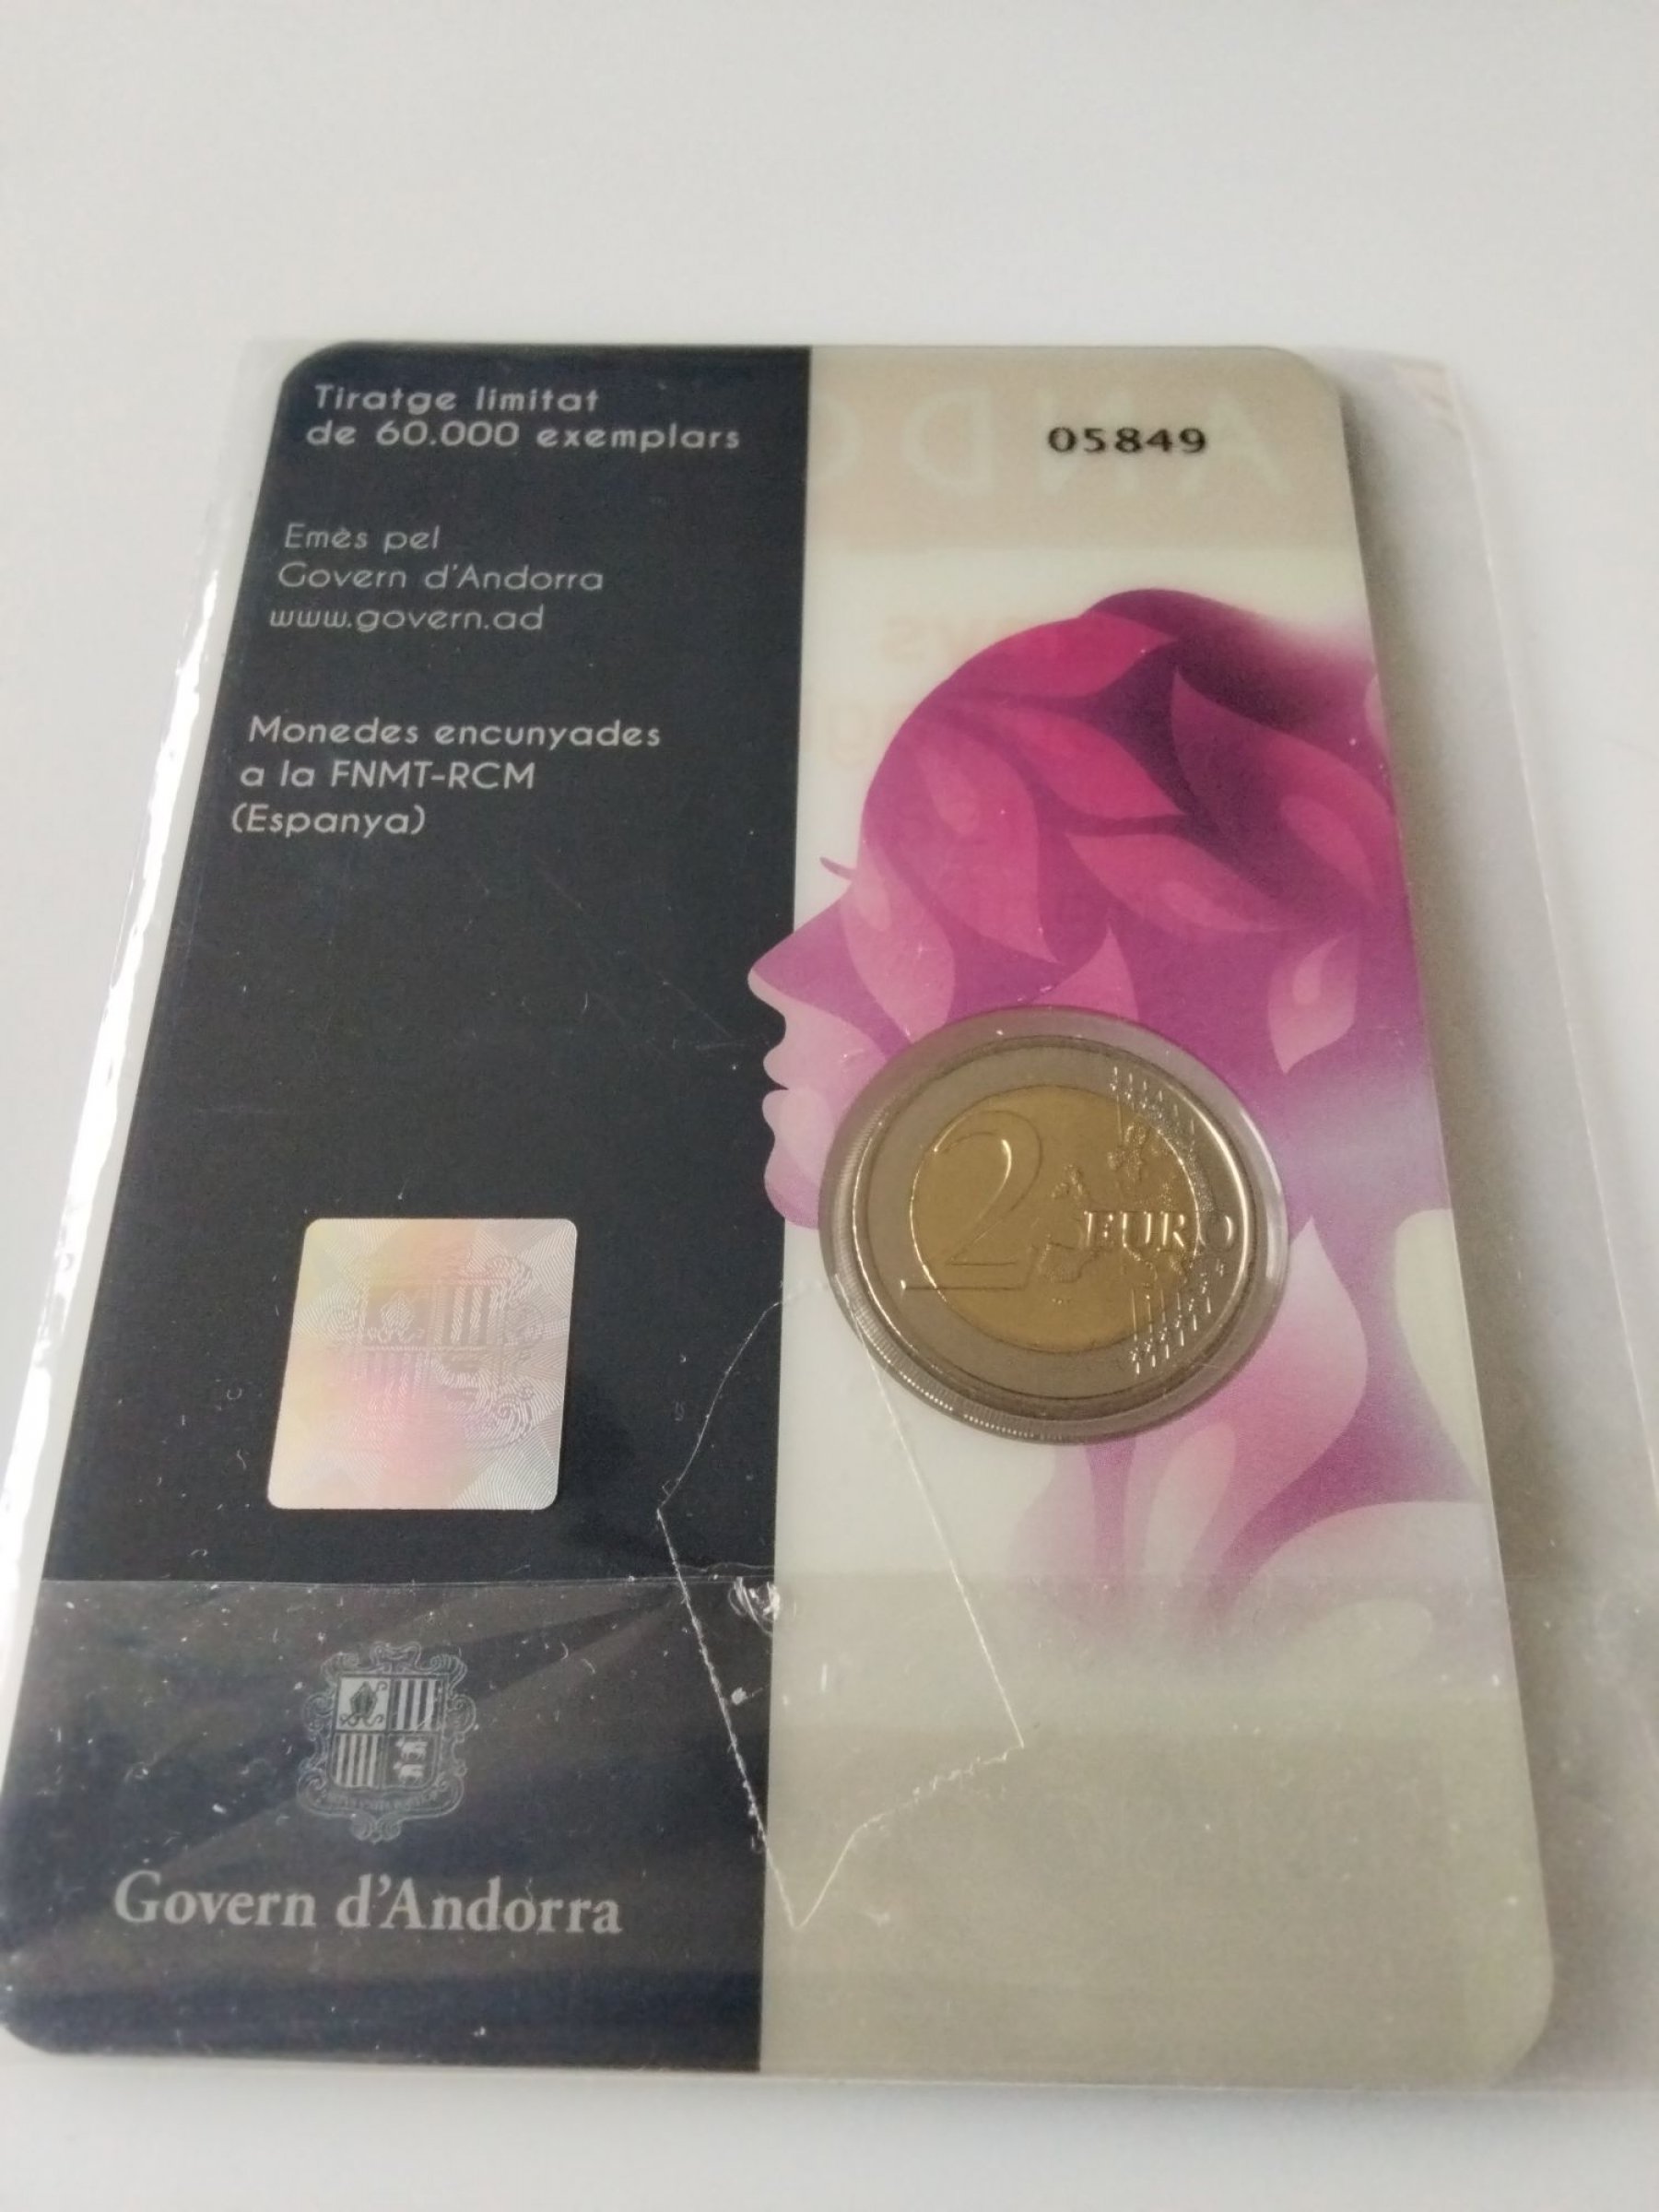 Tiratge limitat
de 60.000 exemplars
05849
Emès pel
Govern d'Andorra
www.govern.ad
Monedes encunyades
a la FNMT-RCM
(Espanya)
2 EURO
Govern d'Andorra